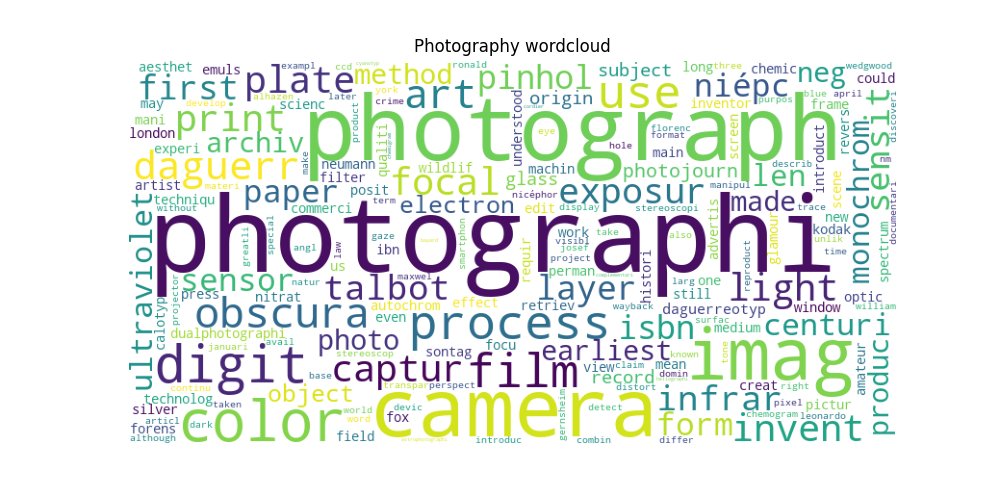 Photography wordcloud
aesthet emuls exampl ronald long three chemic wedgwood
first plate method pinhol subject niépc neg could
may scienc alhazen later york crime art understood origin use inventor purpos blue april
mani print product photograph frame reverse sensit discoveri
london archiv qualiti eye florenc format screen
experi make neumann hole main introduct monochrom
daguerr filter wildlif machin photojourn describ len nm
artist materi posit focal glass nicéphor manipul scene
techniqu paper term electron edit exposur made trace documentari
without commerci display stereoscopi advertis new
ultraviolet photographi kodak spectrum
special greatli angl law gaze ibn smartphon requir work visibl take josef project also glamour unlik time
us maxwel perman histori reproduct
sensor natur talbot layer larg one light optic
press nitrat autochrom effect retriev still daguerreotyp window wayback william
calotyp projector obscura even process isbn medium surfac centuri
dualphotographi avail photo focu earliest known tone produc
januari stereoscop sontag view claim mean domin imag right amateur
continu digit base captur film record distort creat
technolog object transpar perspect detect pixel chemogram pictur
silver taken world devic camera infrar leonardo
articl color dark word fox gernsheim form invent
forens although field introduc combin differ